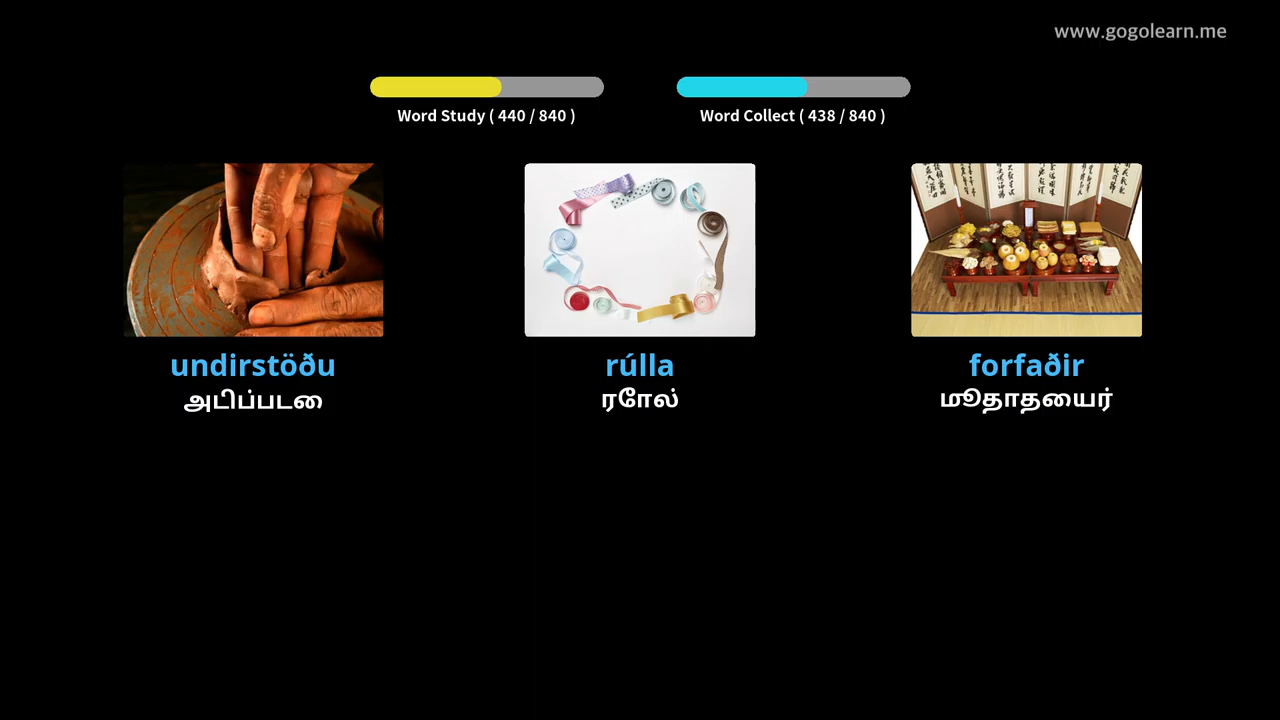 www.gogolearn.me
Word Study ( 440 / 840 )
Word Collect ( 438 / 840 )
undirstöðu
அடிப்படை
rúlla
ரோல்
forfaðir
மூதாதையர்